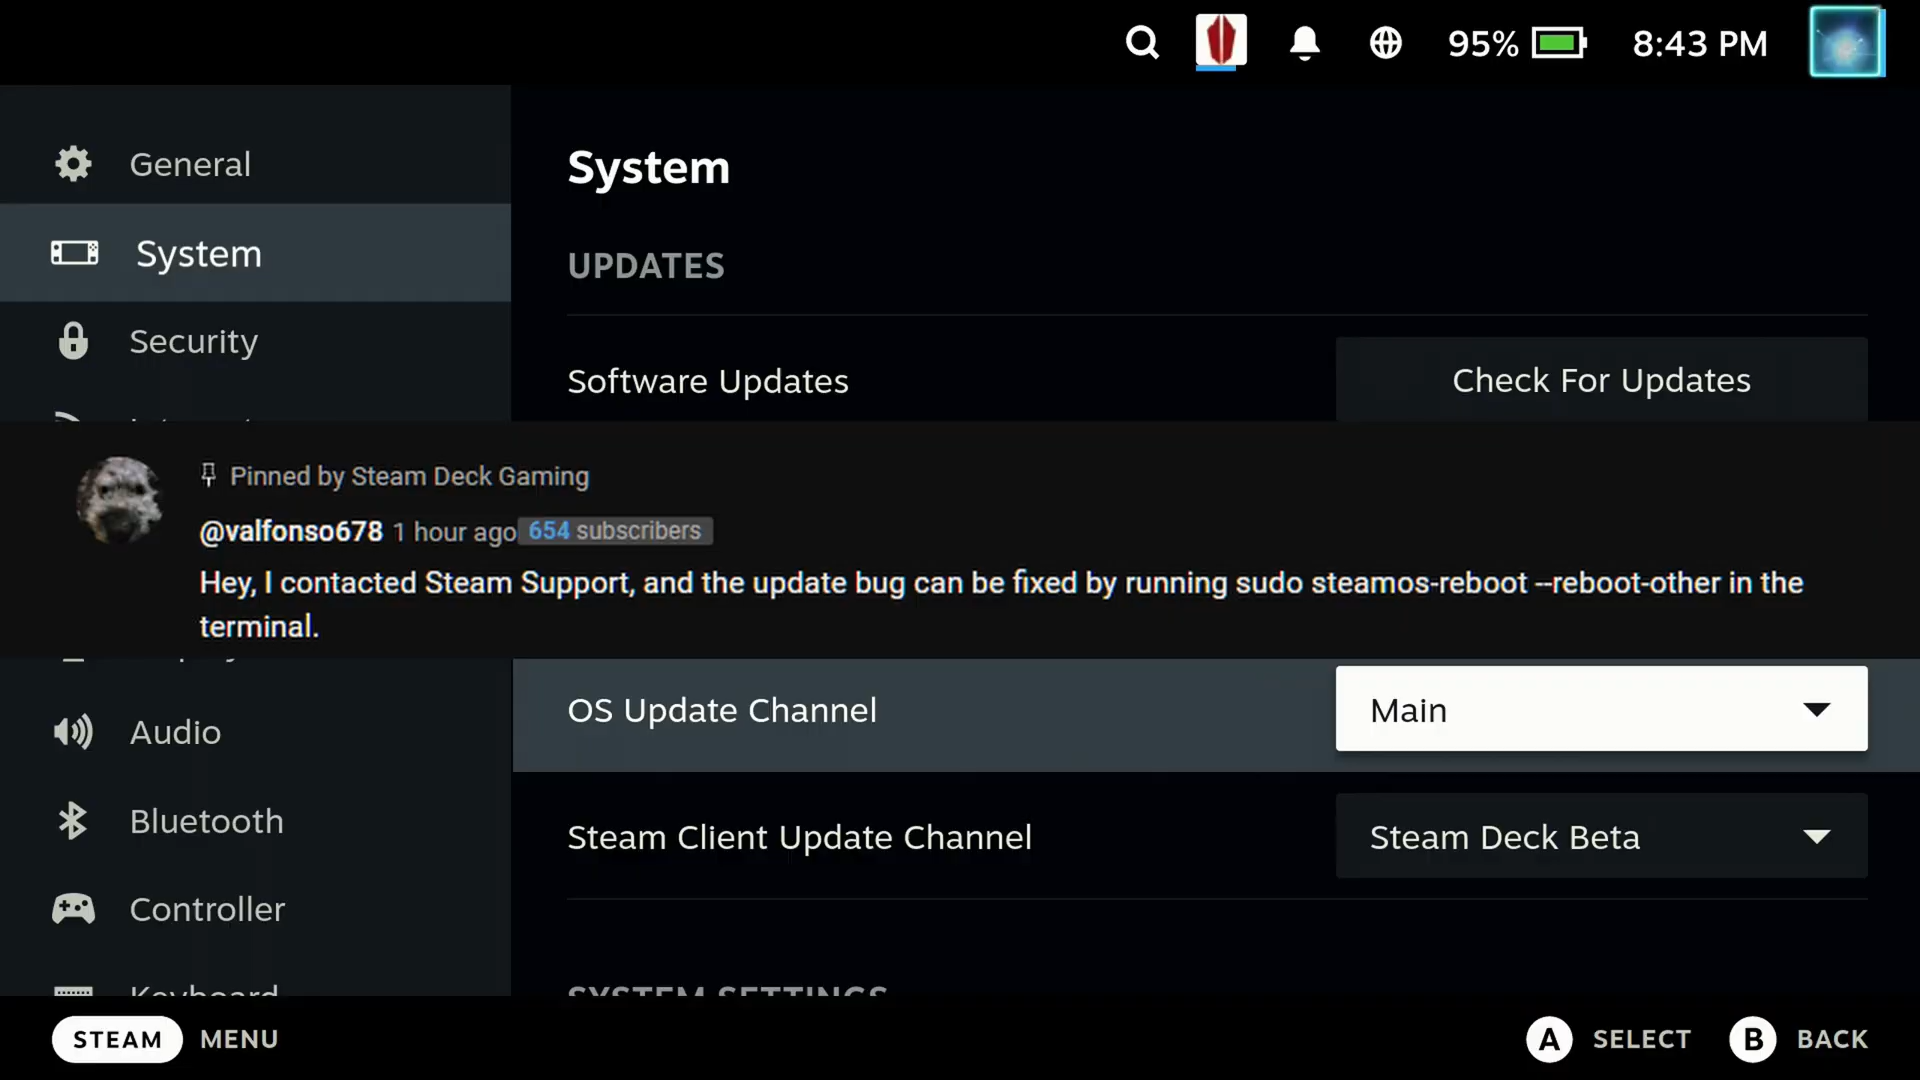 95% 8:43 PM
General
System
Security
System
UPDATES
Software Updates
Check For Updates
Pinned by Steam Deck Gaming
@valfonso678 1 hour ago 654 subscribers
Hey, I contacted Steam Support, and the update bug can be fixed by running sudo steamos-reboot --reboot-other in the
terminal.
Audio
Bluetooth
Controller
Keyboard
OS Update Channel
Main
Steam Client Update Channel
Steam Deck Beta
SYSTEM SETTINGS
STEAM MENU
A SELECT B BACK